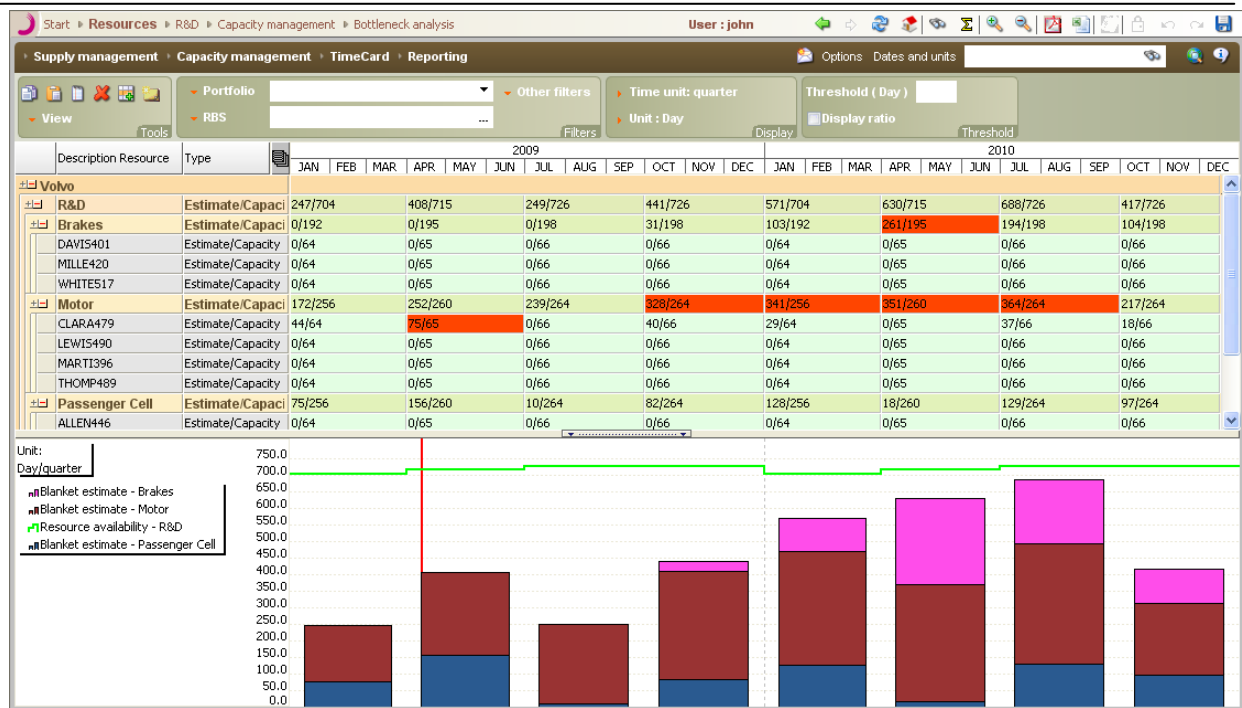 Start Resources R&D Capacity management Bottleneck analysis User : john
Supply management Capacity management TimeCard Reporting Options Dates and units
Portfolio Other filters Time unit: quarter Threshold ( Day )
View RBS ... Unit : Day Display ratio
Tools Filters Display Threshold
2009 2010
Description Resource Type JAN FEB MAR APR MAY JUN JUL AUG SEP OCT NOV DEC JAN FEB MAR APR MAY JUN JUL AUG SEP OCT NOV DEC
Volvo
R&D Estimate/Capaci 247/704 408/715 249/726 441/726 571/704 630/715 688/726 417/726
Brakes Estimate/Capaci 0/192 0/195 0/198 31/198 103/192 261/195 194/198 104/198
DAVIS401 Estimate/Capacity 0/64 0/65 0/66 0/66 0/64 0/65 0/66 0/66
MILLE420 Estimate/Capacity 0/64 0/65 0/66 0/66 0/64 0/65 0/66 0/66
WHITE517 Estimate/Capacity 0/64 0/65 0/66 0/66 0/64 0/65 0/66 0/66
Motor Estimate/Capaci 172/256 252/260 239/264 328/264 341/256 351/260 364/264 217/264
CLARA479 Estimate/Capacity 44/64 75/65 0/66 40/66 29/64 0/65 37/66 18/66
LEWIS490 Estimate/Capacity 0/64 0/65 0/66 0/66 0/64 0/65 0/66 0/66
MARTI396 Estimate/Capacity 0/64 0/65 0/66 0/66 0/64 0/65 0/66 0/66
THOMP489 Estimate/Capacity 0/64 0/65 0/66 0/66 0/64 0/65 0/66 0/66
Passenger Cell Estimate/Capaci 75/256 156/260 10/264 82/264 128/256 18/260 129/264 97/264
ALLEN446 Estimate/Capacity 0/64 0/65 0/66 0/66 0/64 0/65 0/66 0/66
Unit:
Day/quarter
Blanket estimate - Brakes
Blanket estimate - Motor
Resource availability - R&D
Blanket estimate - Passenger Cell
750.0
700.0
650.0
600.0
550.0
500.0
450.0
400.0
350.0
300.0
250.0
200.0
150.0
100.0
50.0
0.0